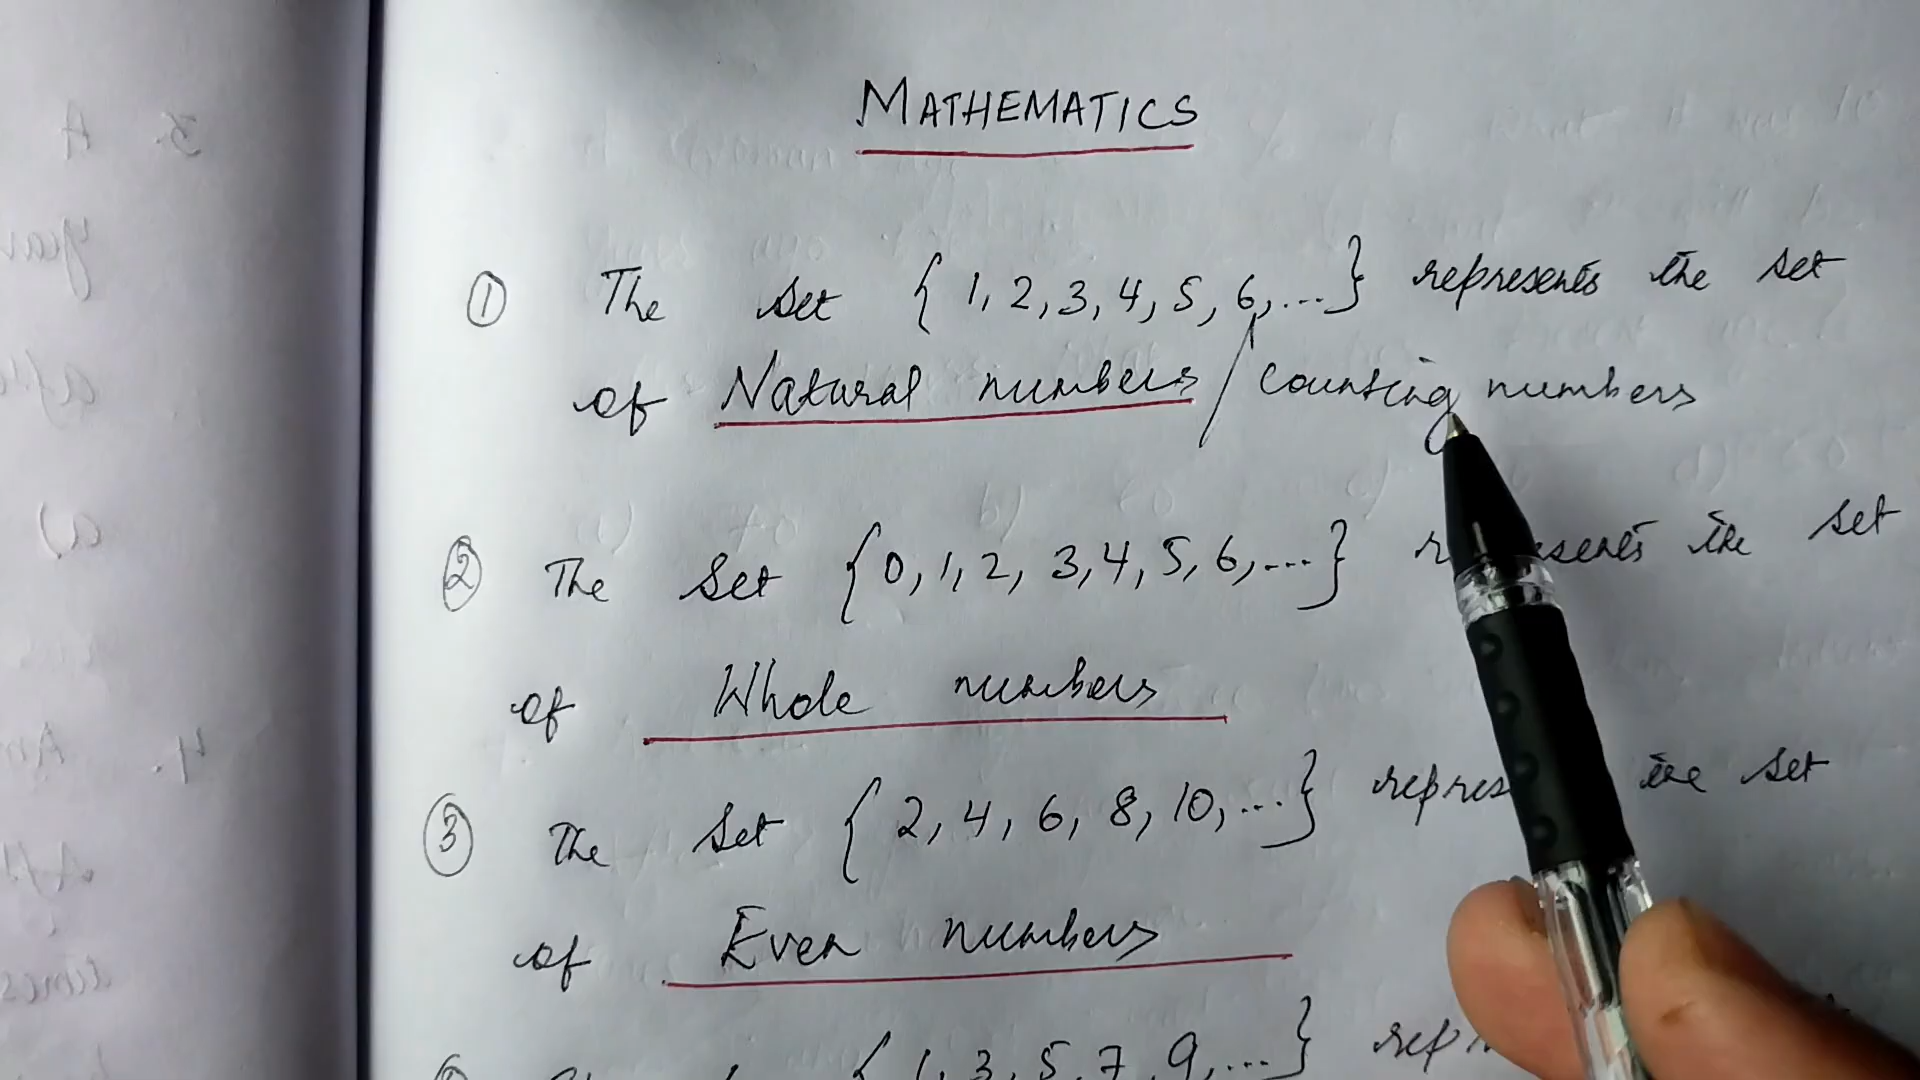 MATHEMATICS
① The set { 1, 2, 3, 4, 5, 6, ... } represents the set
of Natural numbers / counting numbers
② The set { 0, 1, 2, 3, 4, 5, 6, ... } the set
of Whole numbers
③ The set { 2, 4, 6, 8, 10, ... } the set
of Even numbers
{ 1, 3, 5, 7, 9, ... }